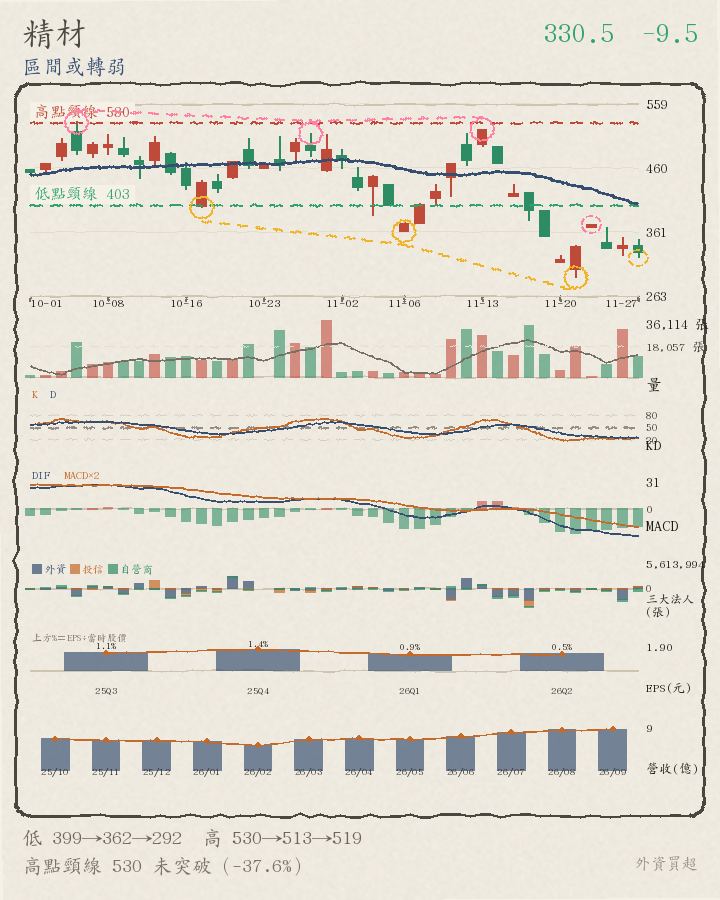 精材
330.5 -9.5
區間或轉弱
高點頸線 530
559
460
低點頸線 403
361
263
10-01 10-08 10-16 10-23 11-02 11-06 11-13 11-20 11-27
36,114 張
18,057 張
量
K D
80
50
20
KD
DIF MACD×2
31
0
MACD
外資 投信 自營商
5,613,994
0
三大法人
(張)
上方%=EPS÷當時股價
1.1% 1.4% 0.9% 0.5%
1.90
25Q3 25Q4 26Q1 26Q2
EPS(元)
9
25/10 25/11 25/12 26/01 26/02 26/03 26/04 26/05 26/06 26/07 26/08 26/09
營收(億)
低 399→362→292 高 530→513→519
高點頸線 530 未突破 (-37.6%)
外資買超